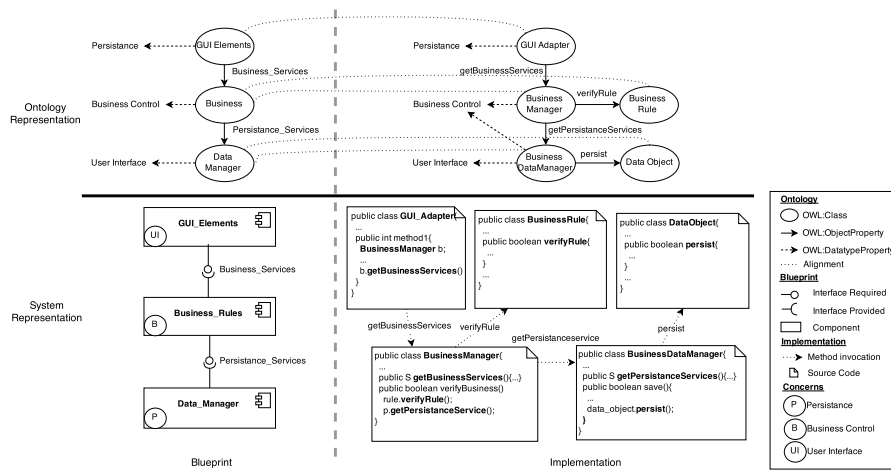 Persistance
GUI Elements
Business_Services
Business Control
Business
Persistance_Services
User Interface
Data
Manager
Ontology
Representation
Persistance
GUI Adapter
getBusinessServices
Business Control
Business
Manager
verifyRule
Business
Rule
getPersistanceServices
User Interface
Business
DataManager
persist
Data Object
System
Representation
GUI_Elements
UI
Business_Services
Business_Rules
B
Persistance_Services
Data_Manager
P
Blueprint
public class GUI_Adapter{
...
public int method1{
BusinessManager b;
...
b.getBusinessServices()
}
}
public class BusinessRule{
...
public boolean verifyRule{
...
}
...
}
public class DataObject{
...
public boolean persist{
...
}
...
}
getBusinessServices
verifyRule
getPersistanceservice
persist
public class BusinessManager{
...
public S getBusinessServices(){...}
public boolean verifyBusiness()
rule.verifyRule();
p.getPersistanceService();
}
public class BusinessDataManager{
...
public S getPersistanceServices(){...}
public boolean save(){
...
data_object.persist();
}
}
Implementation
Ontology
OWL:Class
OWL:ObjectProperty
OWL:DatatypeProperty
Alignment
Blueprint
Interface Required
Interface Provided
Component
Implementation
Method invocation
Source Code
Concerns
P Persistance
B Business Control
UI User Interface